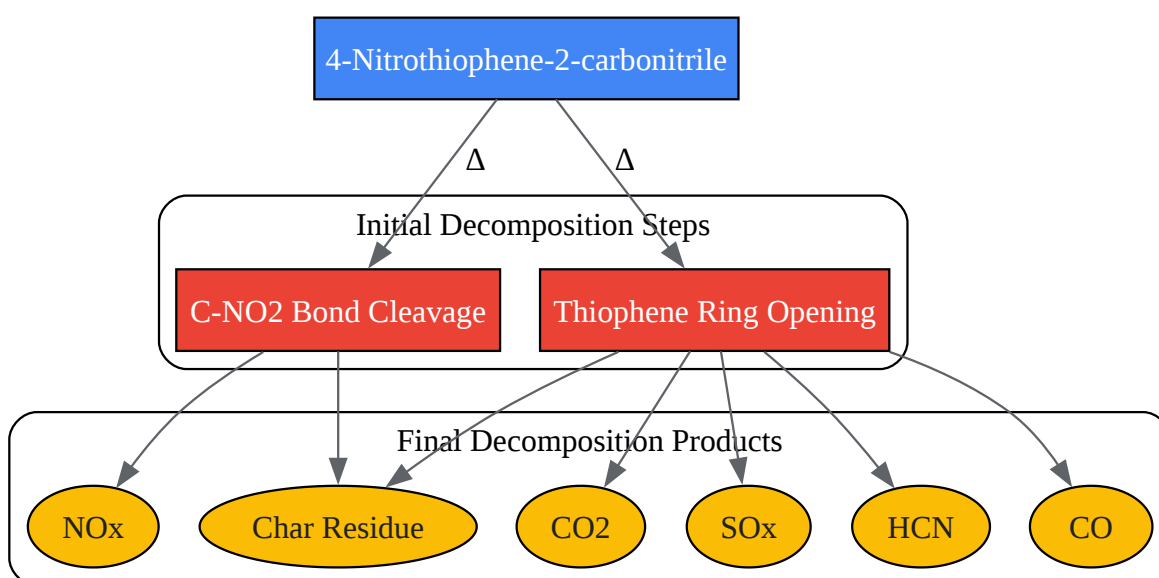 4-Nitrothiophene-2-carbonitrile
Δ
Δ
Initial Decomposition Steps
C-NO2 Bond Cleavage
Thiophene Ring Opening
Final Decomposition Products
NOx
Char Residue
CO2
SOx
HCN
CO